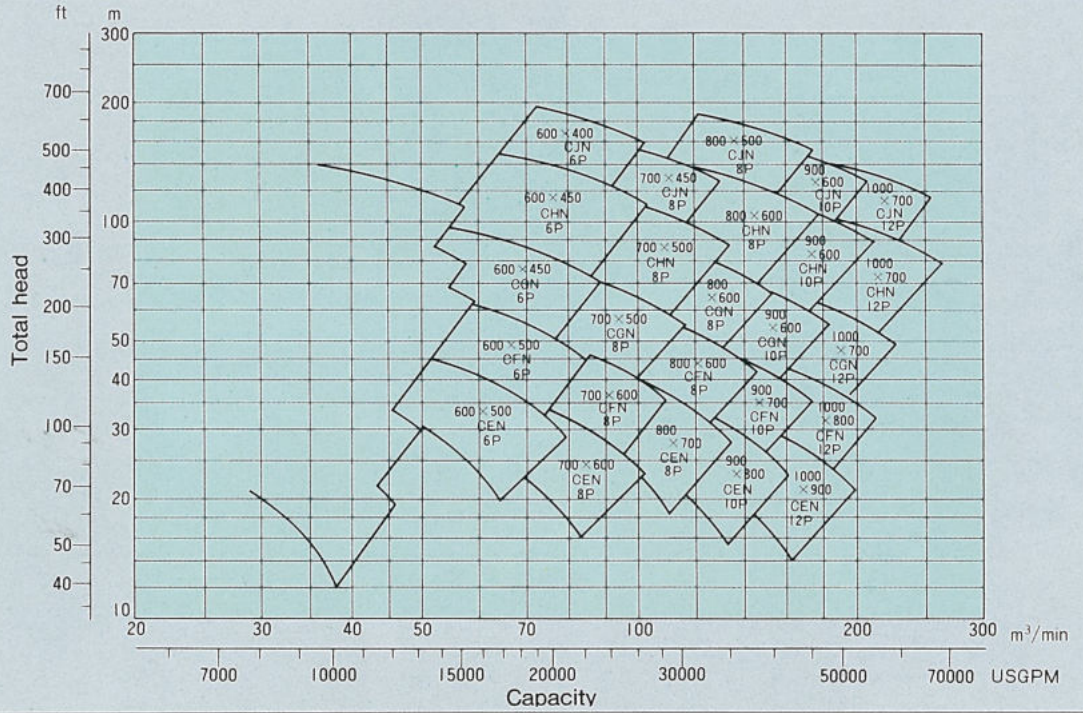 ft m
300
700
200
500
400
100
300
70
200
50
150
40
100
30
70
20
50
40
10
Total head
600 × 400
CJN
6P
800 × 500
CJN
8P
700 × 450
CJN
8P
900
× 600
CJN
10P
1000
× 700
CJN
12P
600 × 450
CHN
6P
800 × 600
CHN
8P
700 × 500
CHN
8P
900
× 600
CHN
10P
1000
× 700
CHN
12P
600 × 450
CGN
6P
800
× 600
CGN
8P
700 × 500
CGN
8P
900
× 600
CGN
10P
1000
× 700
CGN
12P
600 × 500
CFN
6P
800 × 600
CFN
8P
700 × 600
CFN
8P
900
× 700
CFN
10P
1000
× 800
CFN
12P
600 × 500
CEN
6P
800
× 700
CEN
8P
700 × 600
CEN
8P
900
× 800
CEN
10P
1000
× 900
CEN
12P
20 30 40 50 70 100 200 300 m³/min
7000 10000 15000 20000 30000 50000 70000 USGPM
Capacity